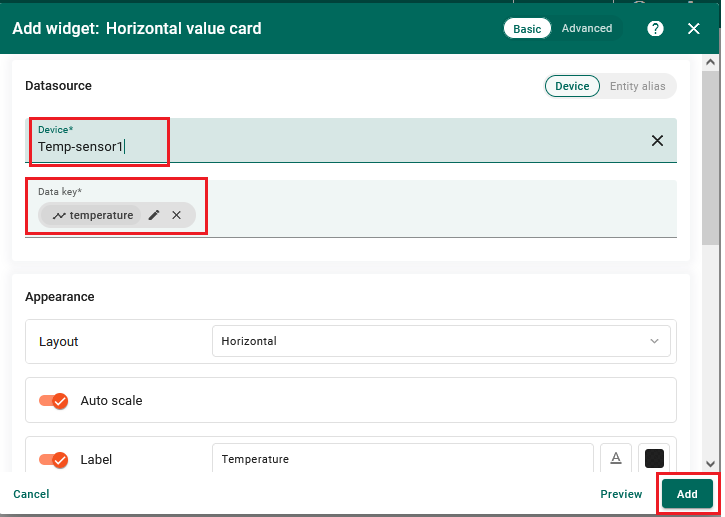 Add widget: Horizontal value card
Basic Advanced
Datasource
Device Entity alias
Device*
Temp-sensor1
Data key*
temperature
Appearance
Layout Horizontal
Auto scale
Label Temperature
Cancel Preview Add